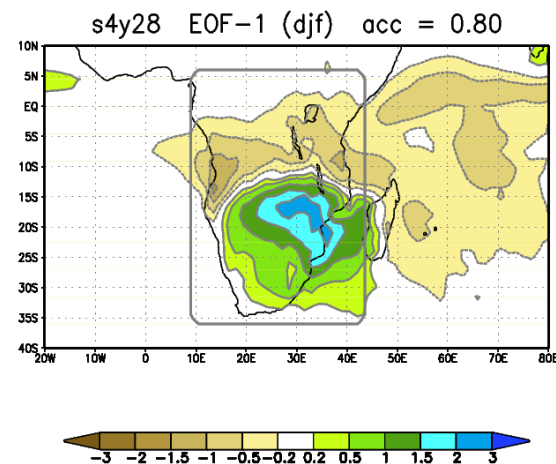 s4y28 EOF-1 (djf) acc = 0.80
10N
5N
EQ
5S
10S
15S
20S
25S
30S
35S
40S
20W 10W 0 10E 20E 30E 40E 50E 60E 70E 80E
-3 -2 -1.5 -1 -0.5 -0.2 0.2 0.5 1 1.5 2 3